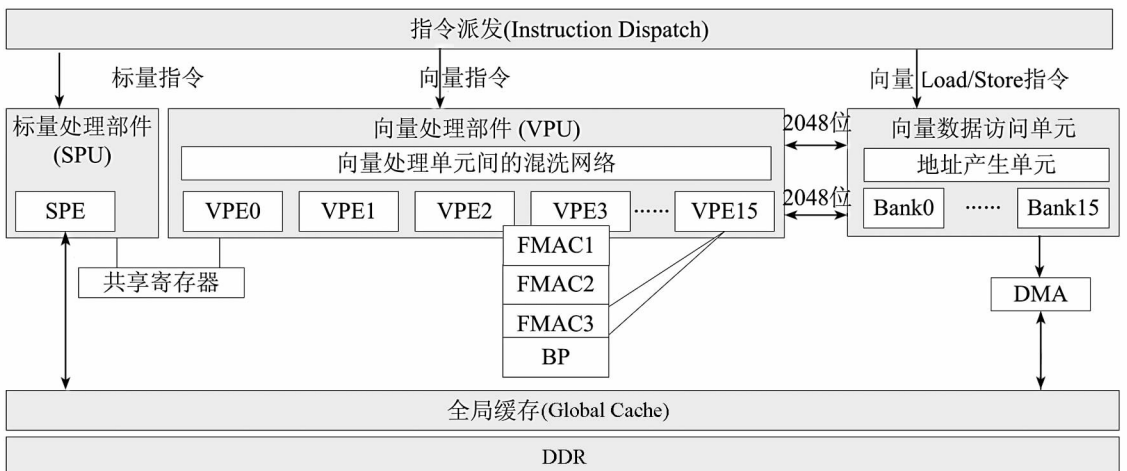 指令派发(Instruction Dispatch)
标量指令
向量指令
向量 Load/Store指令
标量处理部件
(SPU)
SPE
向量处理部件 (VPU)
向量处理单元间的混洗网络
VPE0
VPE1
VPE2
VPE3
······
VPE15
2048位
2048位
向量数据访问单元
地址产生单元
Bank0
······
Bank15
共享寄存器
FMAC1
FMAC2
FMAC3
BP
DMA
全局缓存(Global Cache)
DDR